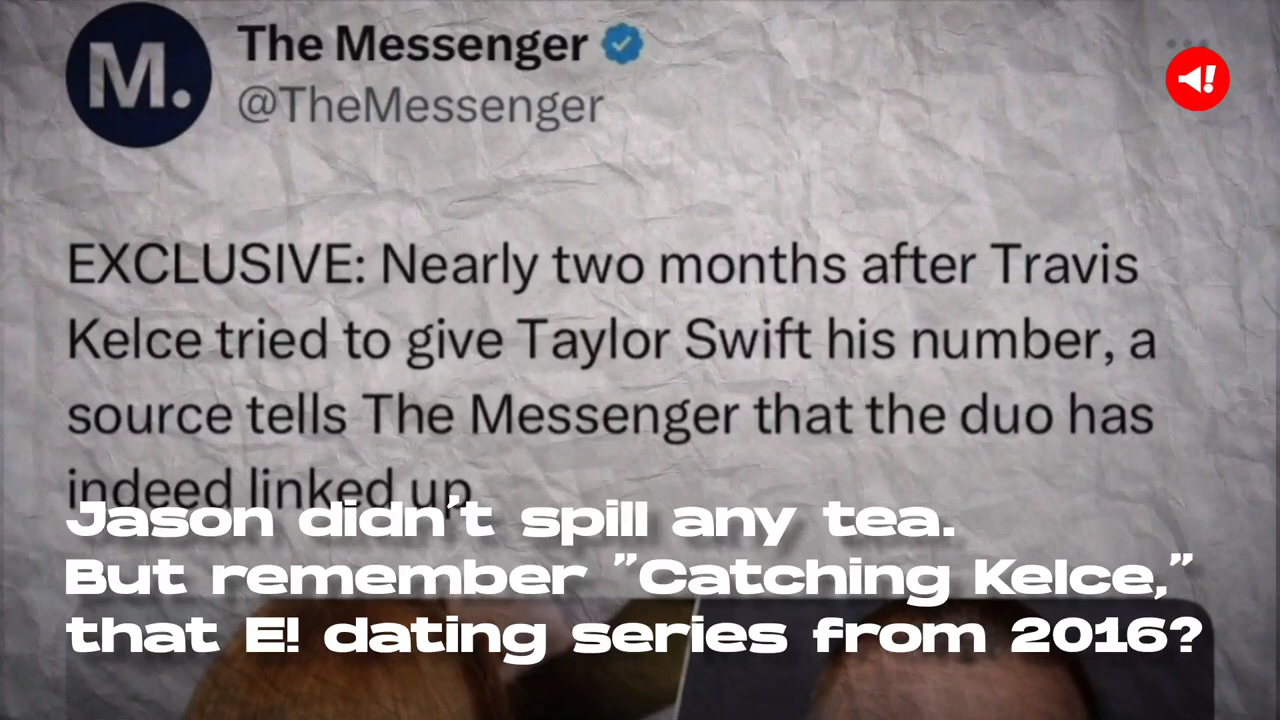 M.
The Messenger
@TheMessenger
EXCLUSIVE: Nearly two months after Travis
Kelce tried to give Taylor Swift his number, a
source tells The Messenger that the duo has
indeed linked up
Jason didn't spill any tea.
But remember "Catching Kelce,"
that E! dating series from 2016?